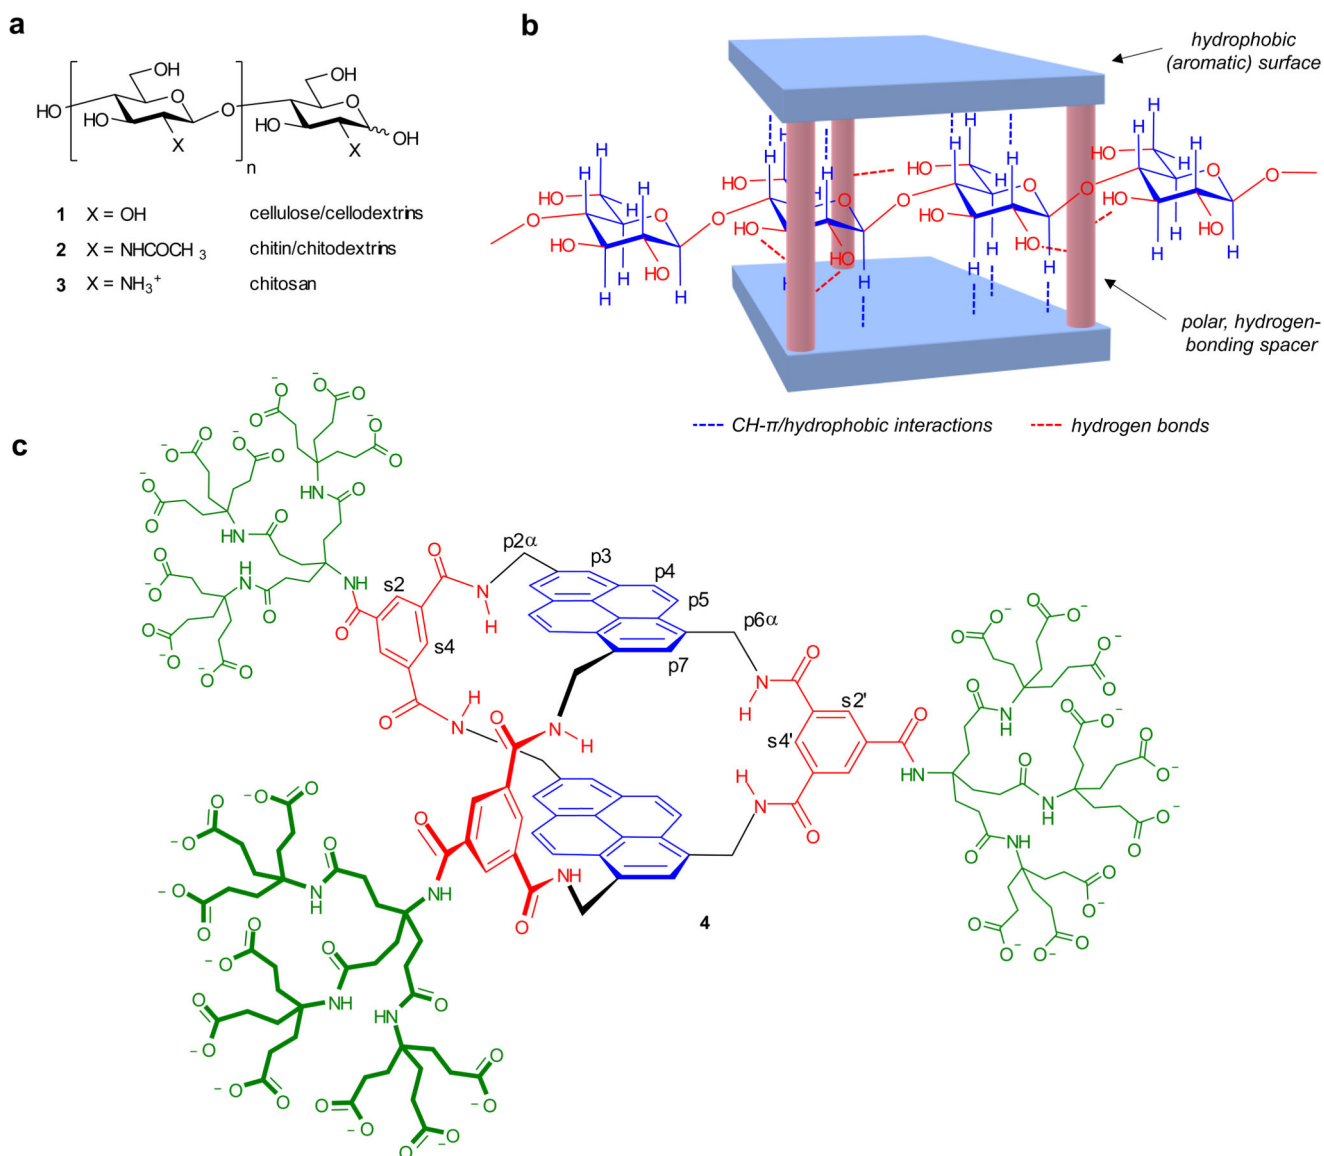 a
OH
OH
HO
O
O
O
HO
HO
OH
X
X
n
1 X = OH cellulose/cellodextrins
2 X = NHCOCH 3 chitin/chitodextrins
3 X = NH3+ chitosan
b
hydrophobic
(aromatic) surface
polar, hydrogen-
bonding spacer
CH-π/hydrophobic interactions
hydrogen bonds
c
p2α
p3
p4
p5
p6α
p7
s2
s4
s2'
s4'
4